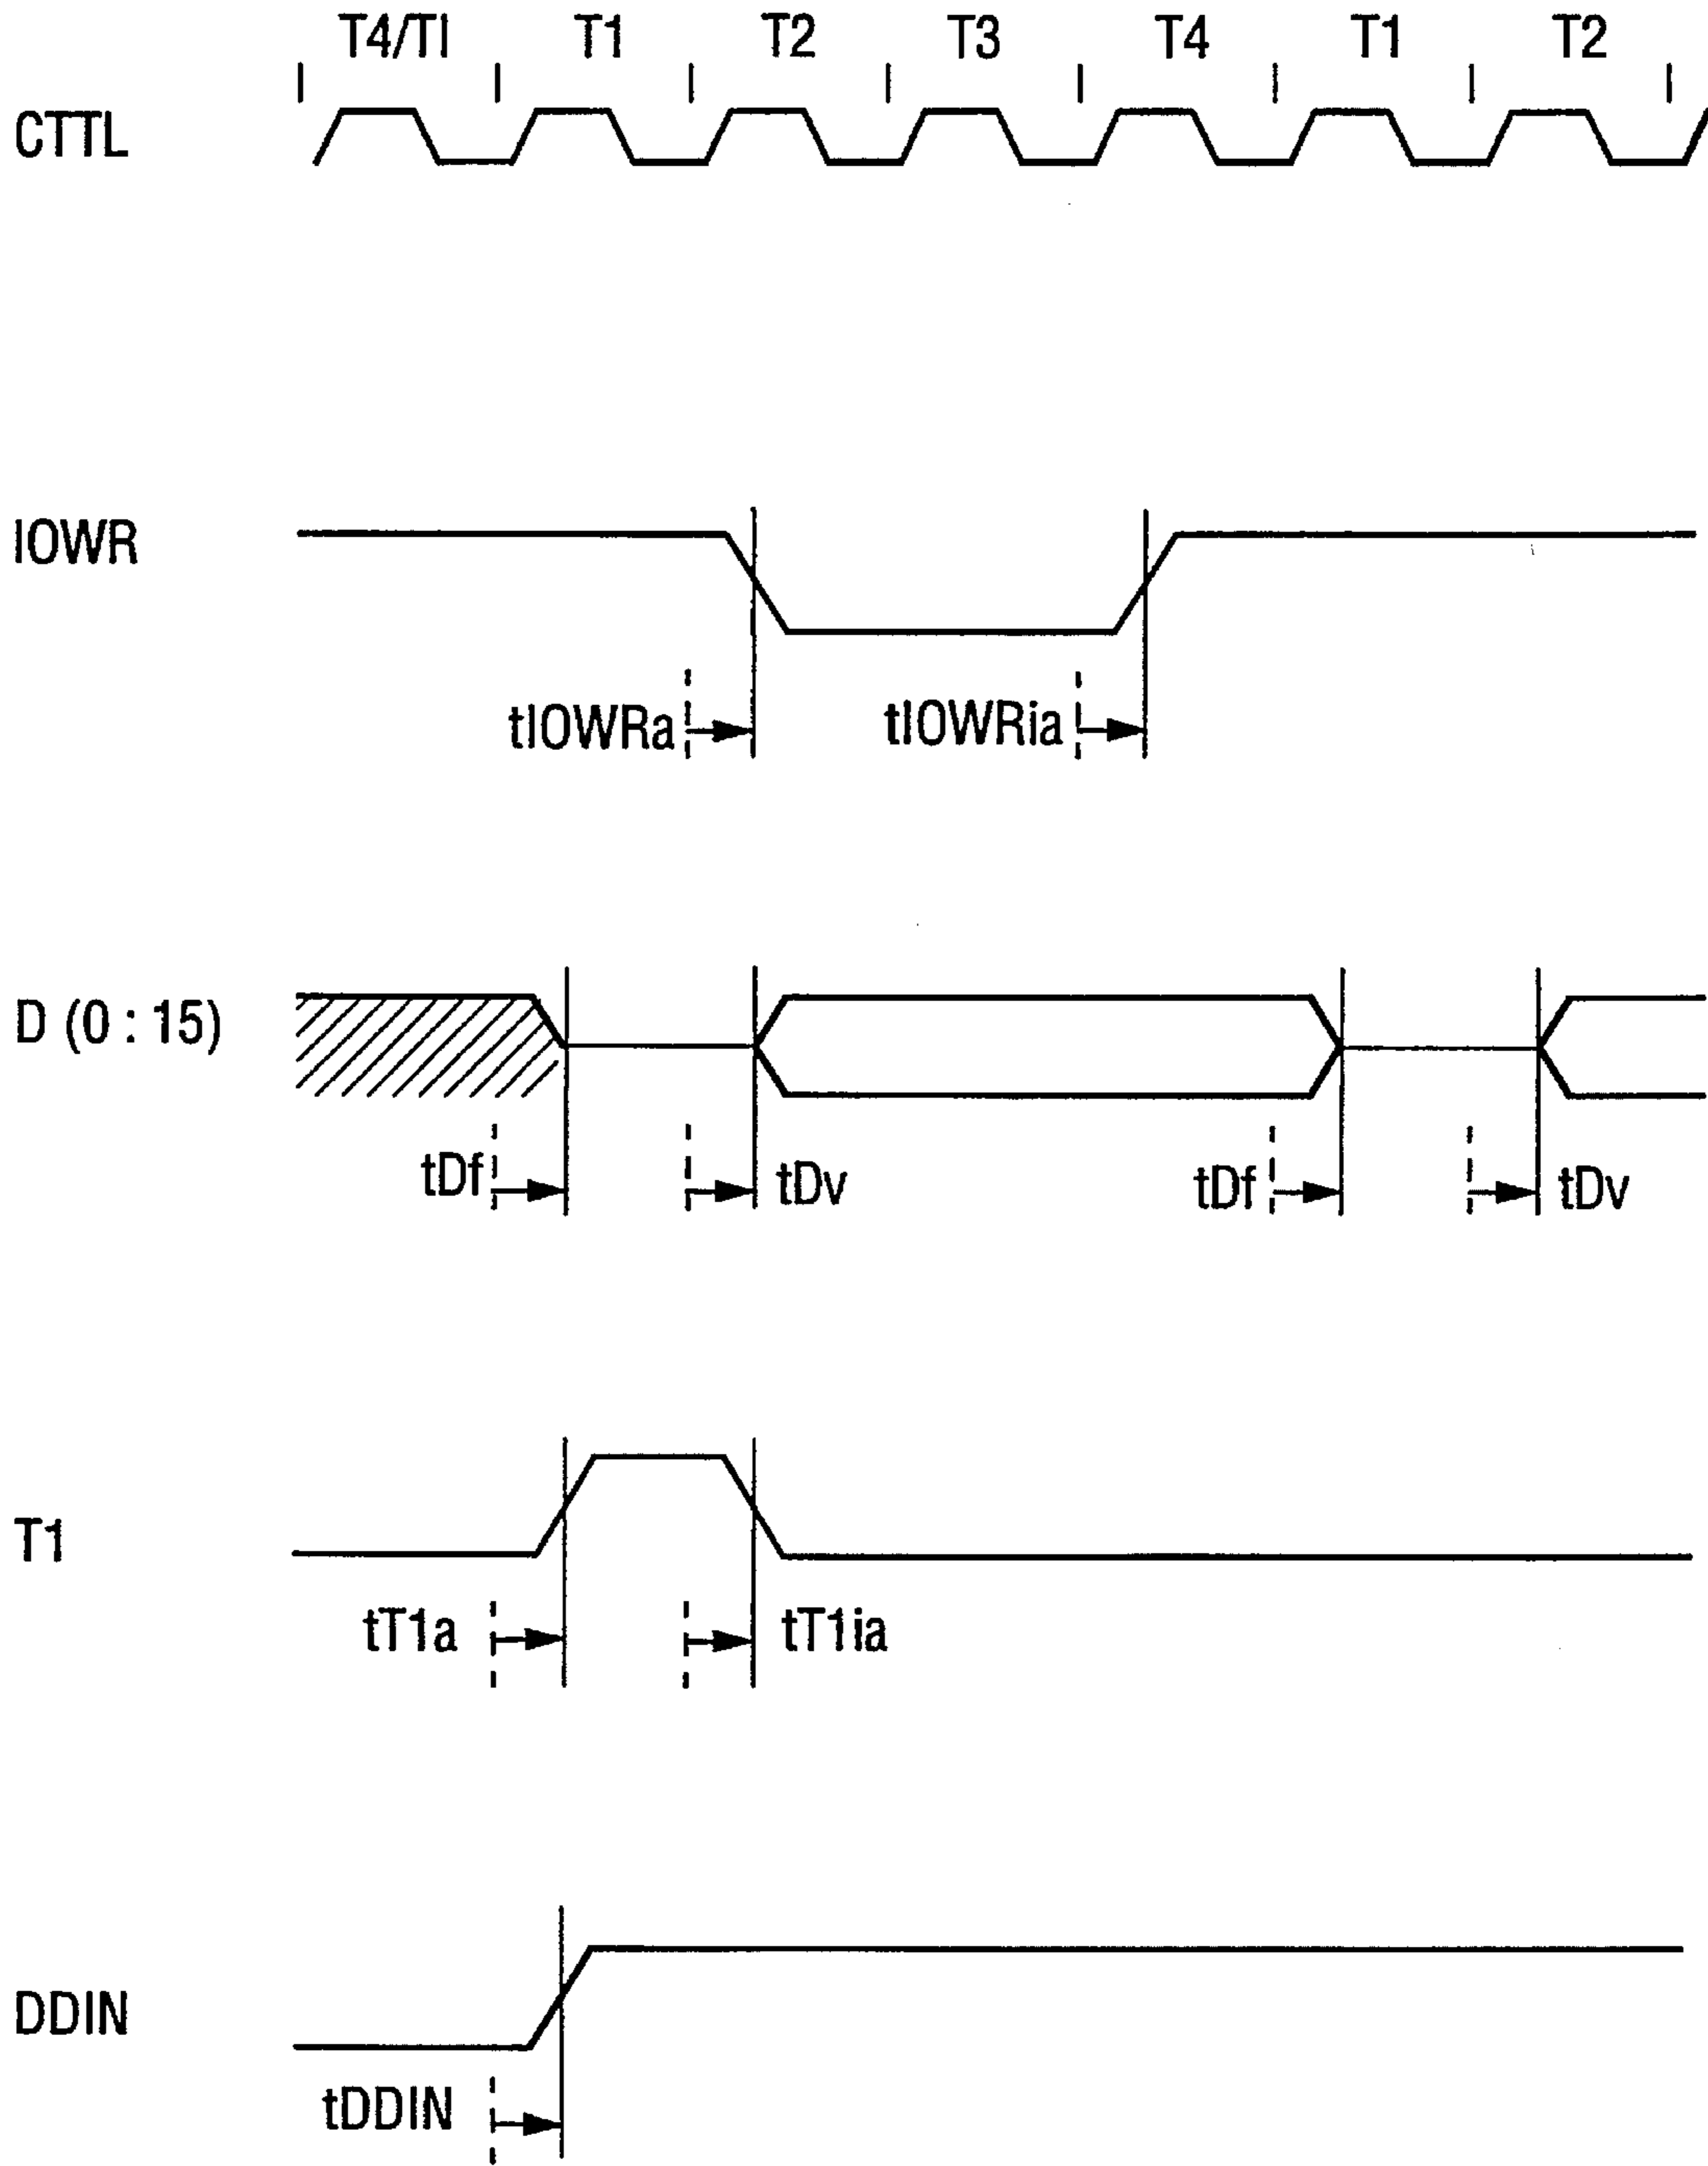 T4/TI T1 T2 T3 T4 T1 T2
CTTL
IOWR
tIOWRa tIOWRia
D (0 : 15)
tDf tDv tDf tDv
T1
tT1a tT1ia
DDIN
tDDIN